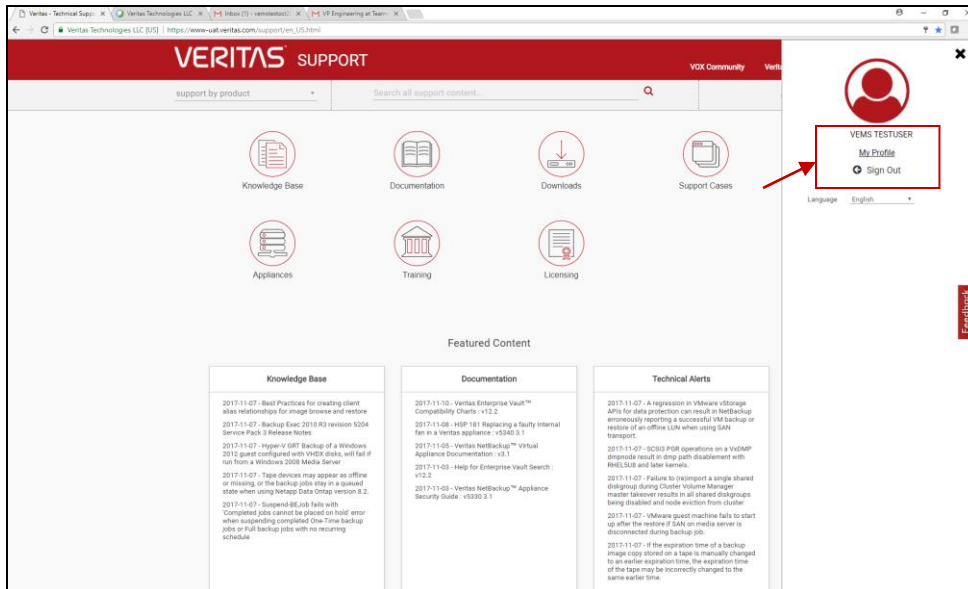 Veritas - Technical Supp
Veritas Technologies LLC
Inbox (1) - vemstestacct
VP Engineering at Team
Veritas Technologies LLC [US] | https://www-uat.veritas.com/support/en_US.html
VERITAS SUPPORT
VOX Community
support by product
Search all support content...
VEMS TESTUSER
My Profile
Sign Out
Language English
Knowledge Base
Documentation
Downloads
Support Cases
Appliances
Training
Licensing
Feedback
Featured Content
Knowledge Base
2017-11-07 - Best Practices for creating client
alias relationships for image browse and restore
2017-11-07 - Backup Exec 2010 R3 revision 5204
Service Pack 3 Release Notes
2017-11-07 - Hyper-V GRT Backup of a Windows
2012 guest configured with VHDX disks, will fail if
run from a Windows 2008 Media Server
2017-11-07 - Tape devices may appear as offline
or missing, or the backup jobs stay in a queued
state when using Netapp Data Ontap version 8.2.
2017-11-07 - Suspend-BEJob fails with
'Completed jobs cannot be placed on hold' error
when suspending completed One-Time backup
jobs or Full backup jobs with no recurring
schedule
Documentation
2017-11-10 - Veritas Enterprise Vault™
Compatibility Charts : v12.2
2017-11-08 - HSP 181 Replacing a faulty internal
fan in a Veritas appliance : v5340 3.1
2017-11-05 - Veritas NetBackup™ Virtual
Appliance Documentation : v3.1
2017-11-03 - Help for Enterprise Vault Search :
v12.2
2017-11-03 - Veritas NetBackup™ Appliance
Security Guide : v5330 3.1
Technical Alerts
2017-11-07 - A regression in VMware vStorage
APIs for data protection can result in NetBackup
erroneously reporting a successful VM backup or
restore of an offline LUN when using SAN
transport.
2017-11-07 - SCSI3 PGR operations on a VxDMP
dmpnode result in dmp path disablement with
RHEL5U8 and later kernels.
2017-11-07 - Failure to (re)import a single shared
diskgroup during Cluster Volume Manager
master takeover results in all shared diskgroups
being disabled and node eviction from cluster
2017-11-07 - VMware guest machine fails to start
up after the restore if SAN on media server is
disconnected during backup job.
2017-11-07 - If the expiration time of a backup
image copy stored on a tape is manually changed
to an earlier expiration time, the expiration time
of the tape may be incorrectly changed to the
same earlier time.